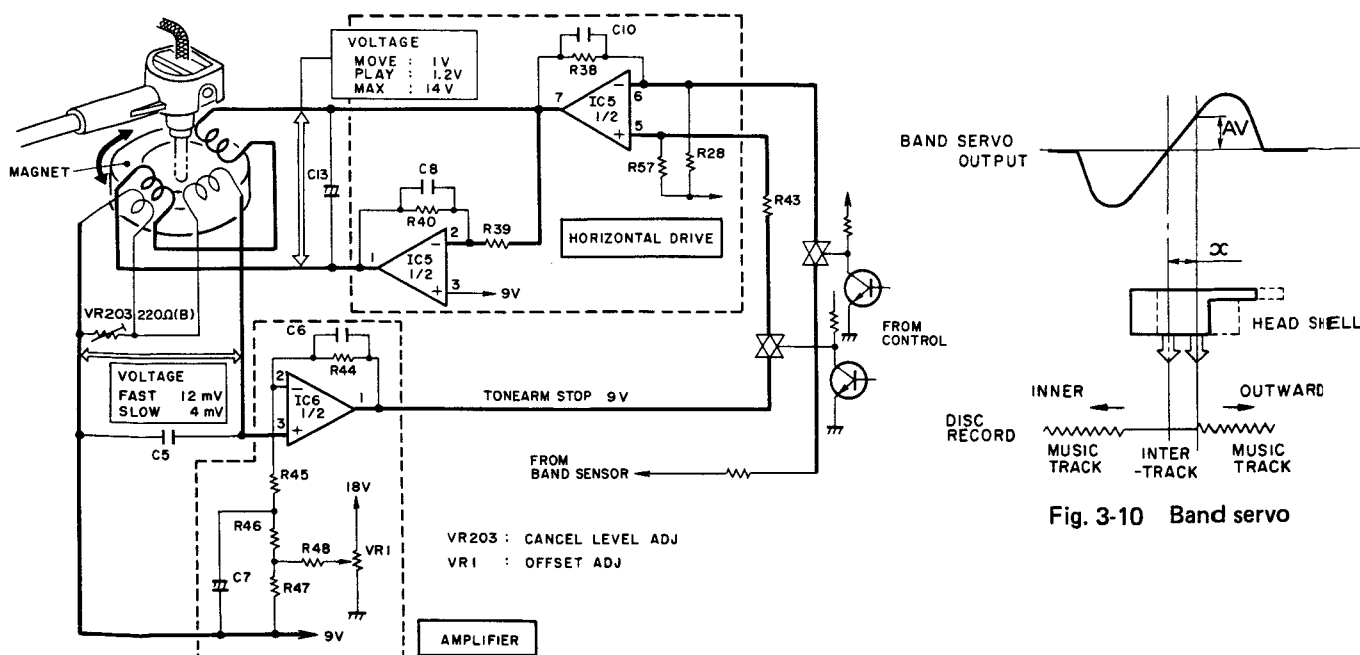 VOLTAGE
MOVE : 1V
PLAY : 1.2V
MAX : 14V
C10
R38
7
IC5
1/2
6
5
R57
R28
MAGNET
C13
C8
R40
R39
2
1
IC5
1/2
3
9V
HORIZONTAL DRIVE
R43
FROM
CONTROL
VR203
220Ω(B)
VOLTAGE
FAST 12 mV
SLOW 4 mV
C5
C6
R44
2
IC6
1/2
1
3
TONEARM STOP 9V
R45
FROM
BAND SENSOR
18V
R46
R48
VR1
C7
R47
9V
VR203 : CANCEL LEVEL ADJ
VR1 : OFFSET ADJ
AMPLIFIER
BAND SERVO
OUTPUT
AV
x
HEAD SHELL
INNER
OUTWARD
DISC
RECORD
MUSIC
TRACK
INTER
-TRACK
MUSIC
TRACK
Fig. 3-10 Band servo